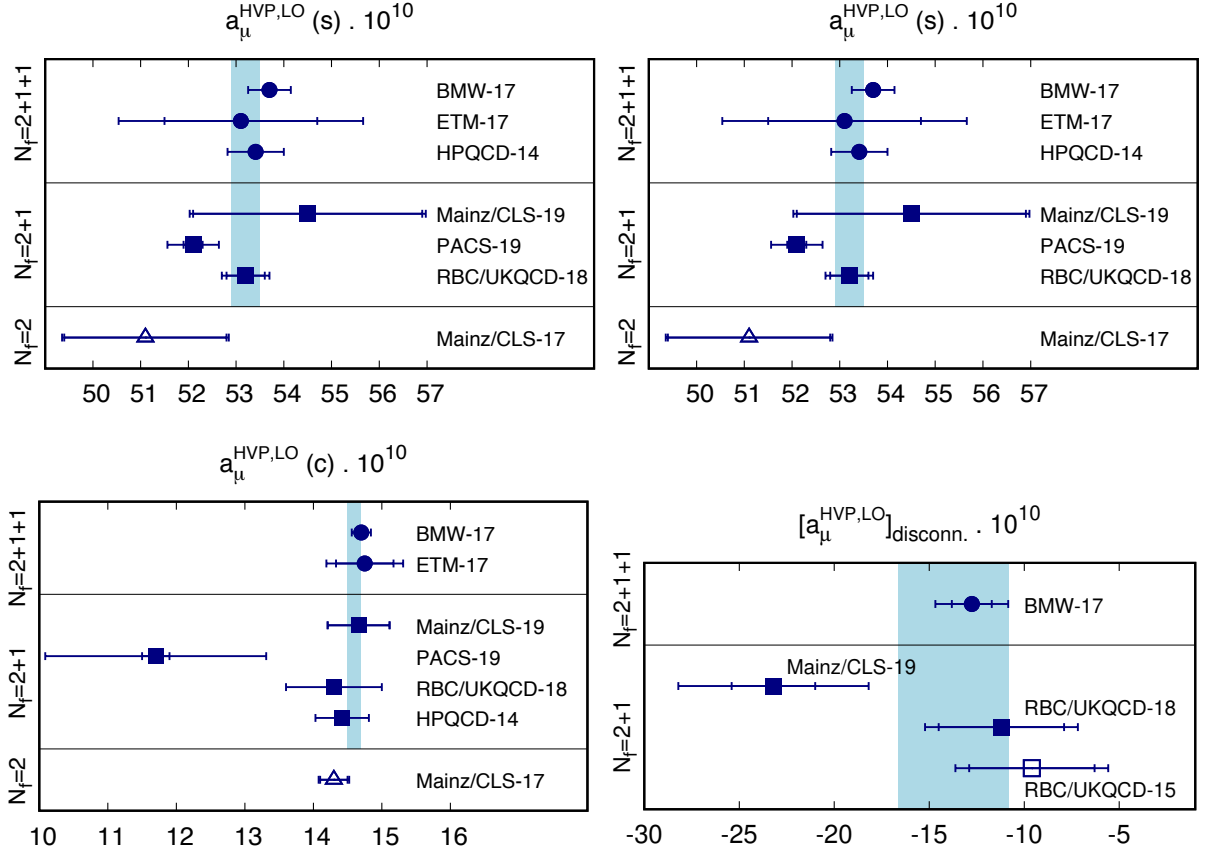 a_μ^{HVP,LO} (s) . 10^{10}
N_f=2+1+1
BMW-17
ETM-17
HPQCD-14
N_f=2+1
Mainz/CLS-19
PACS-19
RBC/UKQCD-18
N_f=2
Mainz/CLS-17
50 51 52 53 54 55 56 57
a_μ^{HVP,LO} (s) . 10^{10}
N_f=2+1+1
BMW-17
ETM-17
HPQCD-14
N_f=2+1
Mainz/CLS-19
PACS-19
RBC/UKQCD-18
N_f=2
Mainz/CLS-17
50 51 52 53 54 55 56 57
a_μ^{HVP,LO} (c) . 10^{10}
N_f=2+1+1
BMW-17
ETM-17
N_f=2+1
Mainz/CLS-19
PACS-19
RBC/UKQCD-18
HPQCD-14
N_f=2
Mainz/CLS-17
10 11 12 13 14 15 16
[a_μ^{HVP,LO}]_{disconn.} . 10^{10}
N_f=2+1+1
BMW-17
N_f=2+1
Mainz/CLS-19
RBC/UKQCD-18
RBC/UKQCD-15
-30 -25 -20 -15 -10 -5